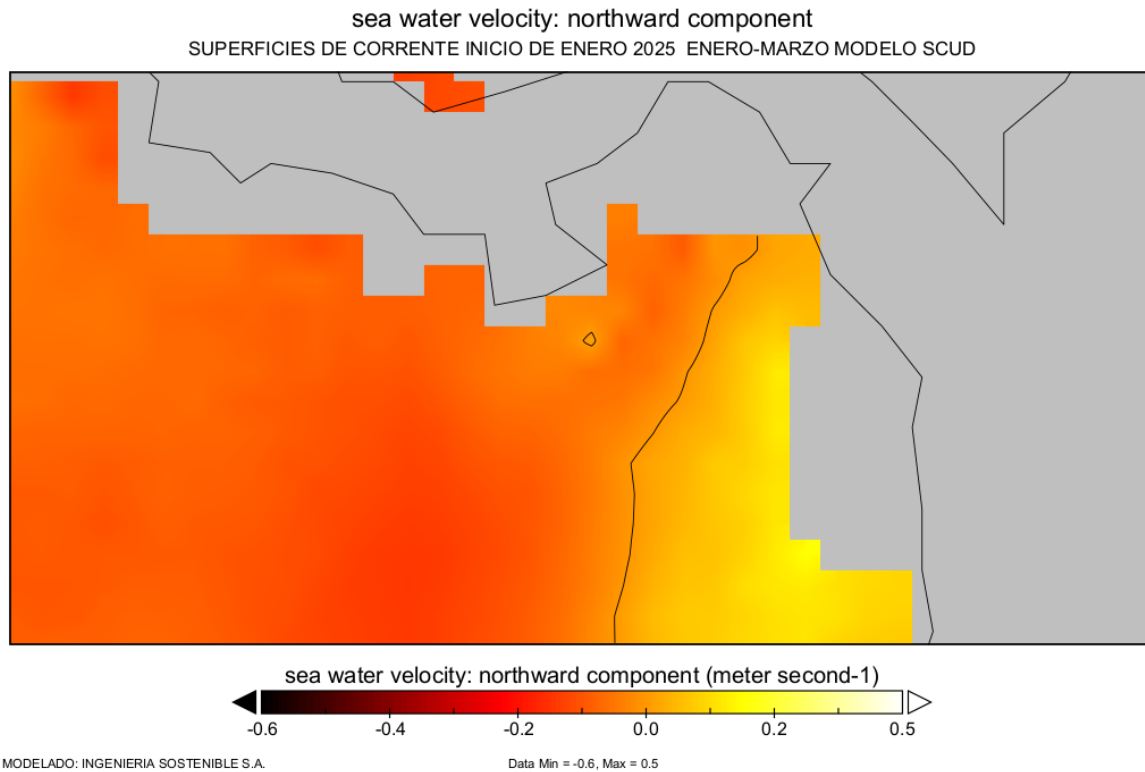 sea water velocity: northward component
SUPERFICIES DE CORRENTE INICIO DE ENERO 2025  ENERO-MARZO MODELO SCUD
sea water velocity: northward component (meter second-1)
-0.6 -0.4 -0.2 0.0 0.2 0.5
MODELADO: INGENIERIA SOSTENIBLE S.A.
Data Min = -0.6, Max = 0.5